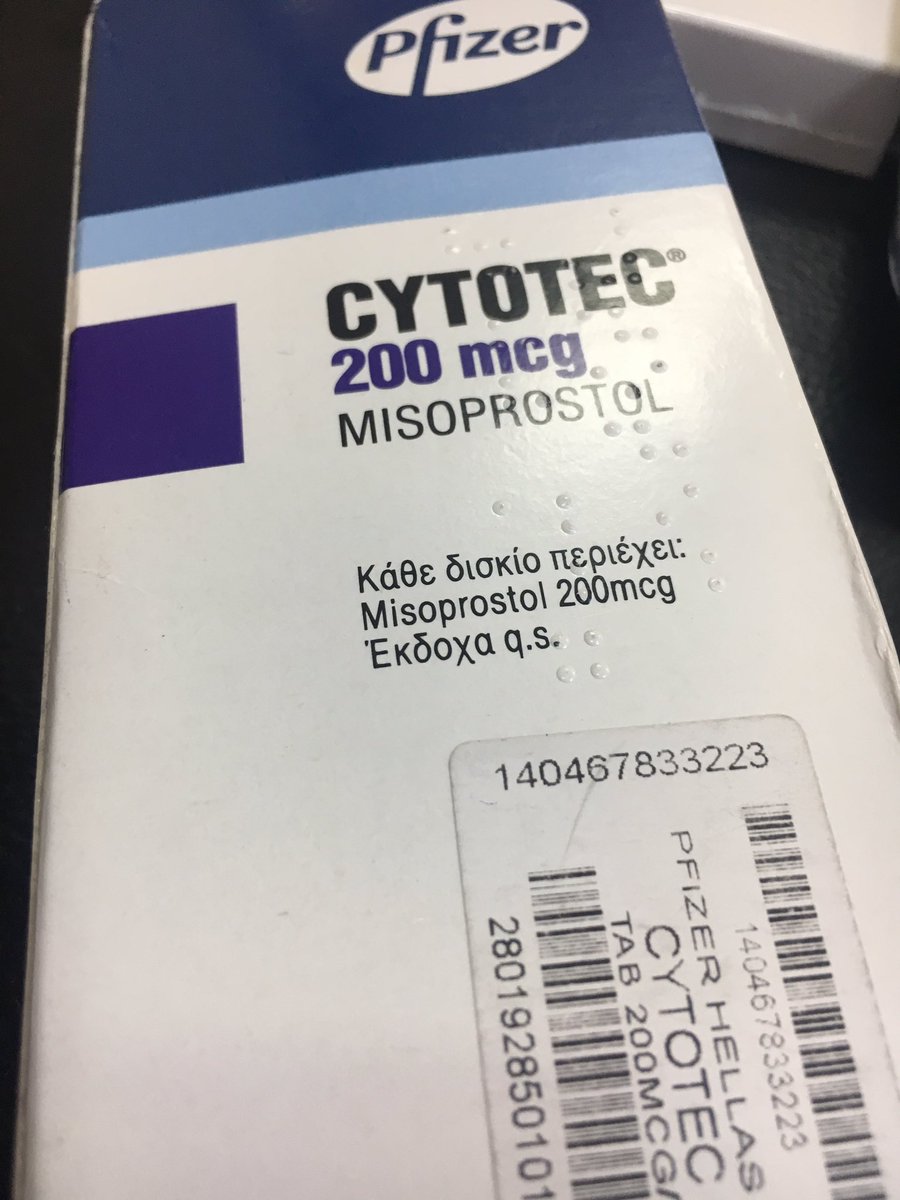 Pfizer
CYTOTEC®
200 mcg
MISOPROSTOL
Κάθε δισκίο περιέχει:
Misoprostol 200mcg
Έκδοχα q.s.
140467833223
140467833223
PFIZER HELLAS
CYTOTEC
TAB 200MCG/
280192850101